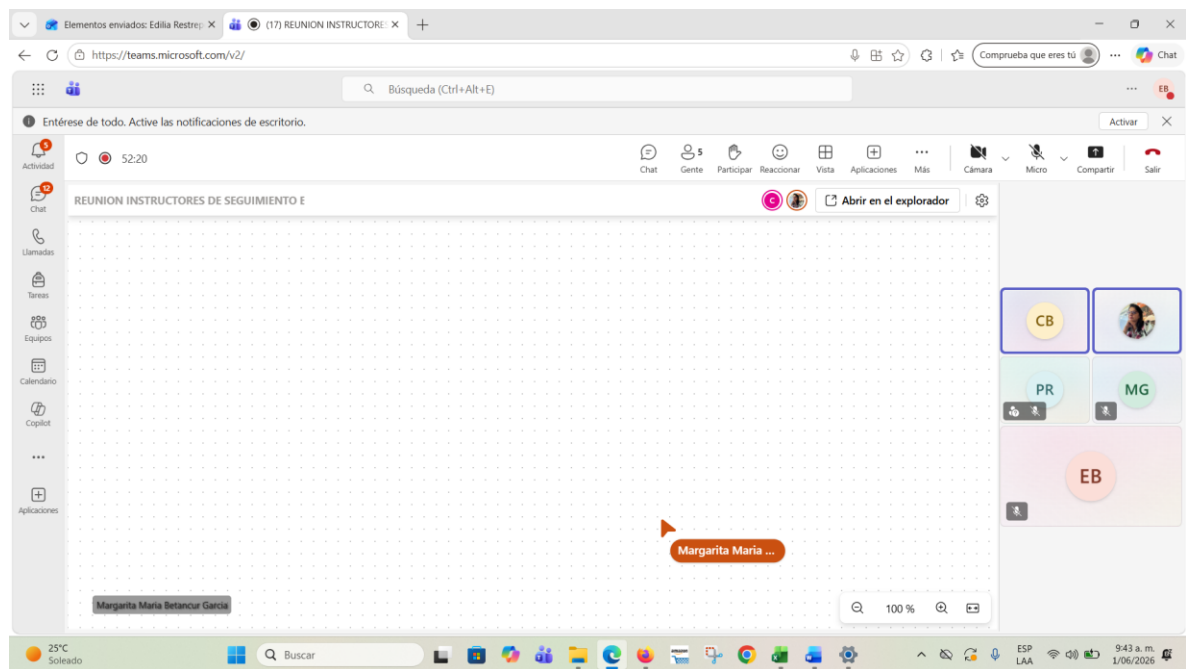 Elementos enviados: Edilia Restrep
(17) REUNION INSTRUCTORES
https://teams.microsoft.com/v2/
Comprueba que eres tú
Chat
Búsqueda (Ctrl+Alt+E)
EB
Entérese de todo. Active las notificaciones de escritorio.
Activar
5
Actividad
52:20
Chat
5
Gente
Participar
Reaccionar
Vista
Aplicaciones
Más
Cámara
Micro
Compartir
Salir
12
Chat
REUNION INSTRUCTORES DE SEGUIMIENTO E
C
Abrir en el explorador
Llamadas
Tareas
Equipos
Calendario
Copilot
Aplicaciones
CB
PR
MG
EB
Margarita Maria ...
Margarita Maria Betancur Garcia
100 %
25°C
Soleado
Buscar
ESP
LAA
9:43 a. m.
1/06/2026